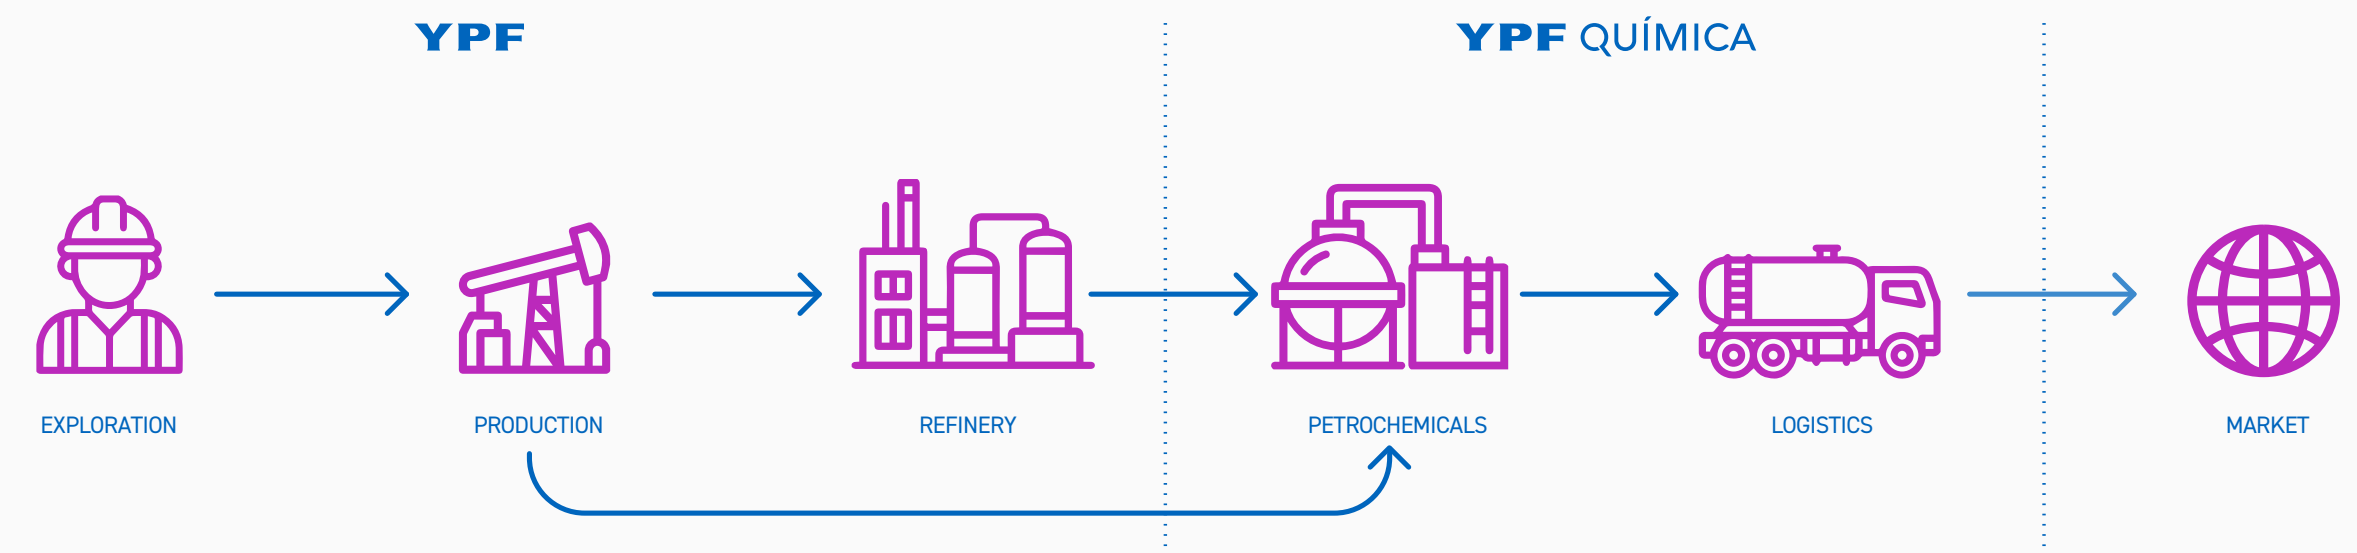 YPF
YPF QUÍMICA
EXPLORATION
PRODUCTION
REFINERY
PETROCHEMICALS
LOGISTICS
MARKET